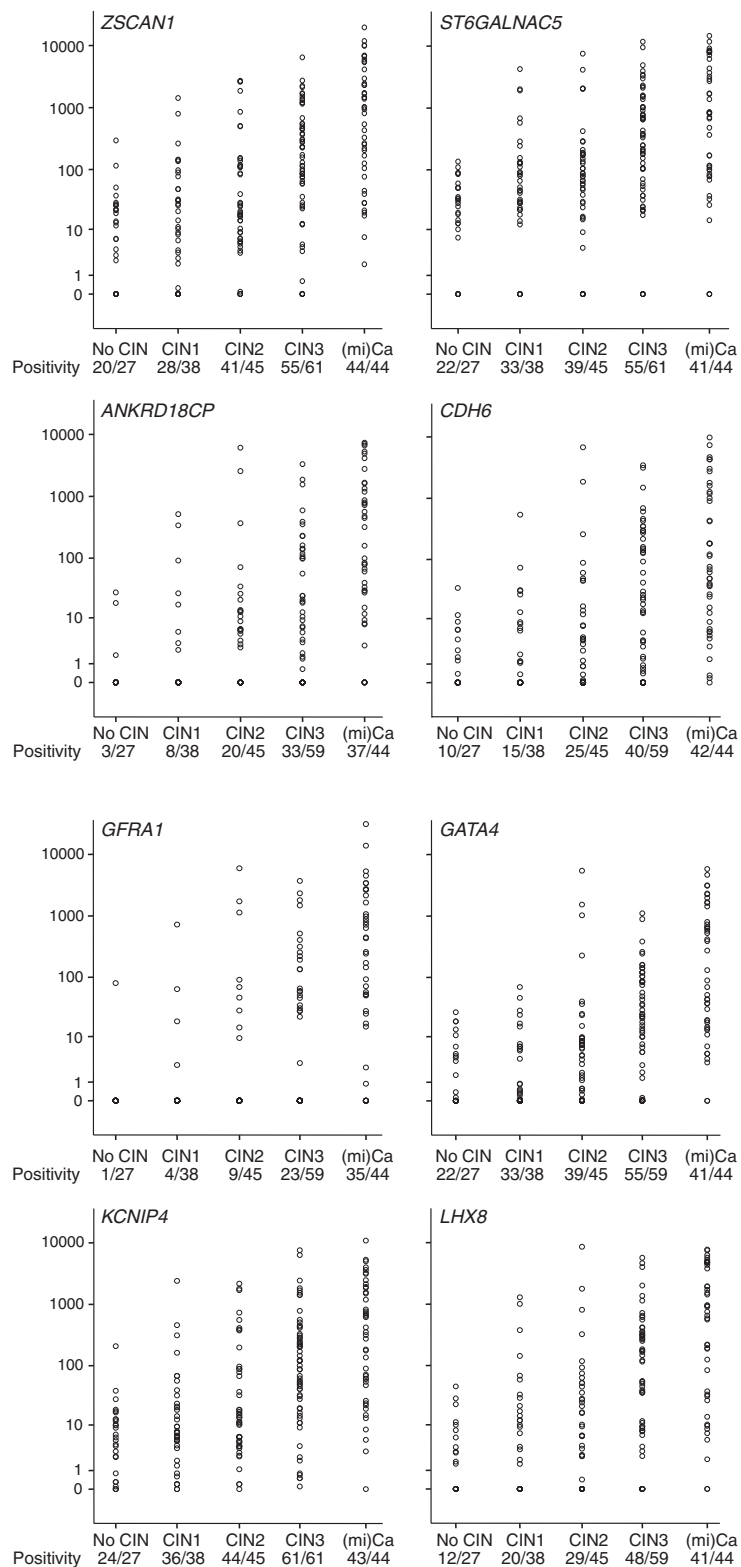 ZSCAN1 ST6GALNAC5
10000
1000
100
10
1
0
No CIN CIN1 CIN2 CIN3 (mi)Ca No CIN CIN1 CIN2 CIN3 (mi)Ca
Positivity 20/27 28/38 41/45 55/61 44/44 22/27 33/38 39/45 55/61 41/44
ANKRD18CP CDH6
10000
1000
100
10
1
0
No CIN CIN1 CIN2 CIN3 (mi)Ca No CIN CIN1 CIN2 CIN3 (mi)Ca
Positivity 3/27 8/38 20/45 33/59 37/44 10/27 15/38 25/45 40/59 42/44
GFRA1 GATA4
10000
1000
100
10
1
0
No CIN CIN1 CIN2 CIN3 (mi)Ca No CIN CIN1 CIN2 CIN3 (mi)Ca
Positivity 1/27 4/38 9/45 23/59 35/44 22/27 33/38 39/45 55/59 41/44
KCNIP4 LHX8
10000
1000
100
10
1
0
No CIN CIN1 CIN2 CIN3 (mi)Ca No CIN CIN1 CIN2 CIN3 (mi)Ca
Positivity 24/27 36/38 44/45 61/61 43/44 12/27 20/38 29/45 48/59 41/44